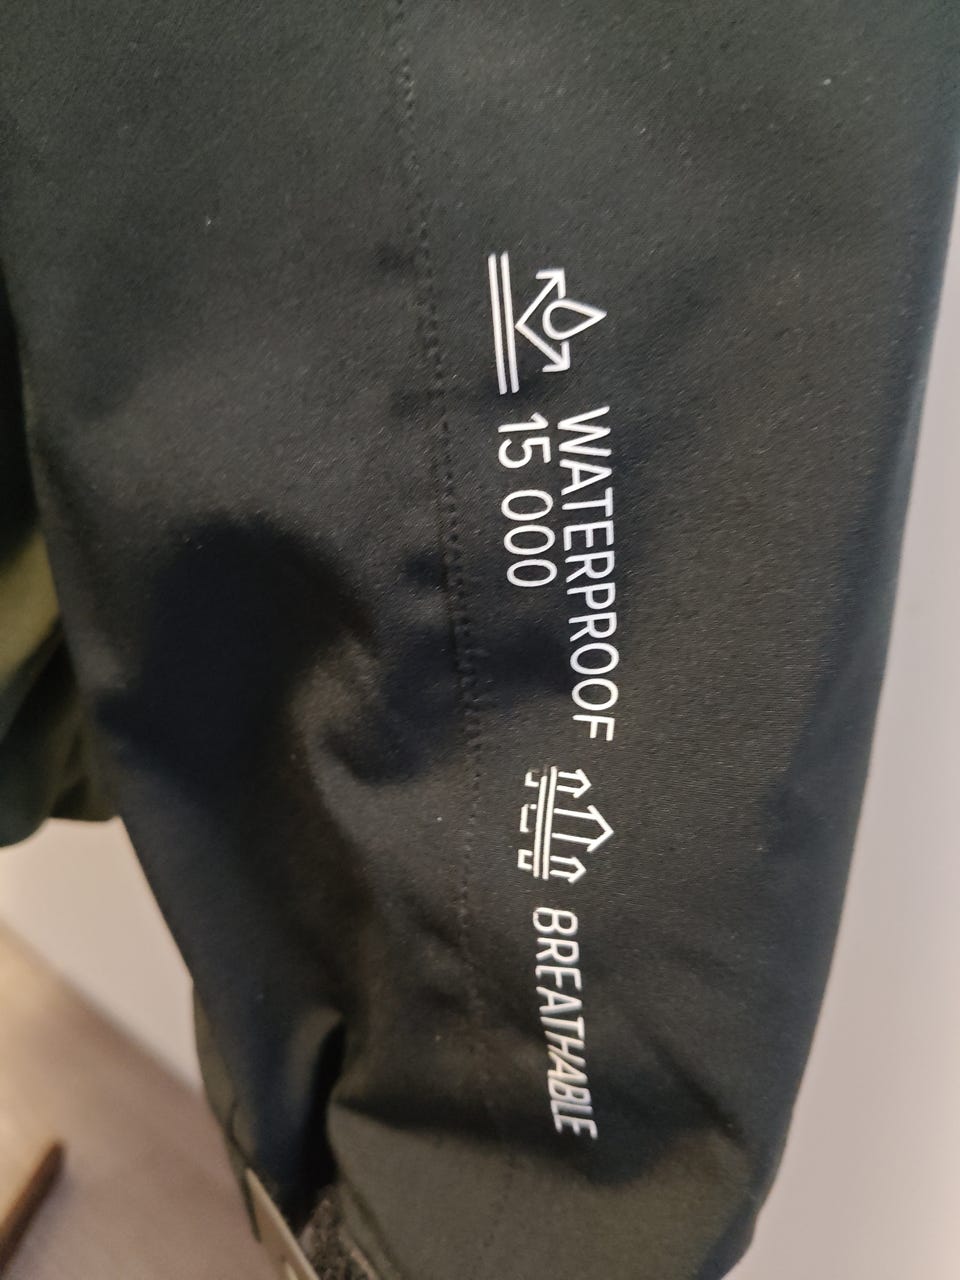 WATERPROOF
15 000
BREATHABLE